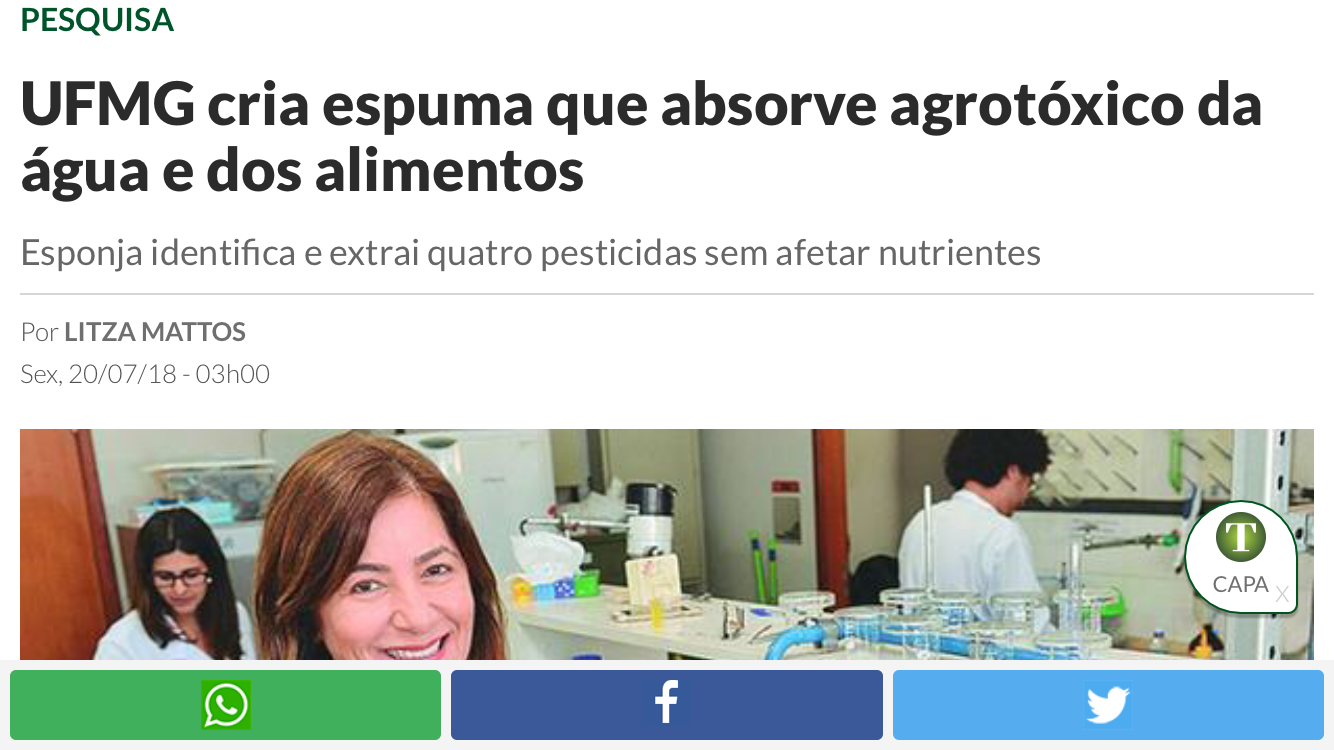 PESQUISA
UFMG cria espuma que absorve agrotóxico da
água e dos alimentos
Esponja identifica e extrai quatro pesticidas sem afetar nutrientes
Por LITZA MATTOS
Sex, 20/07/18 - 03h00
T
CAPA X